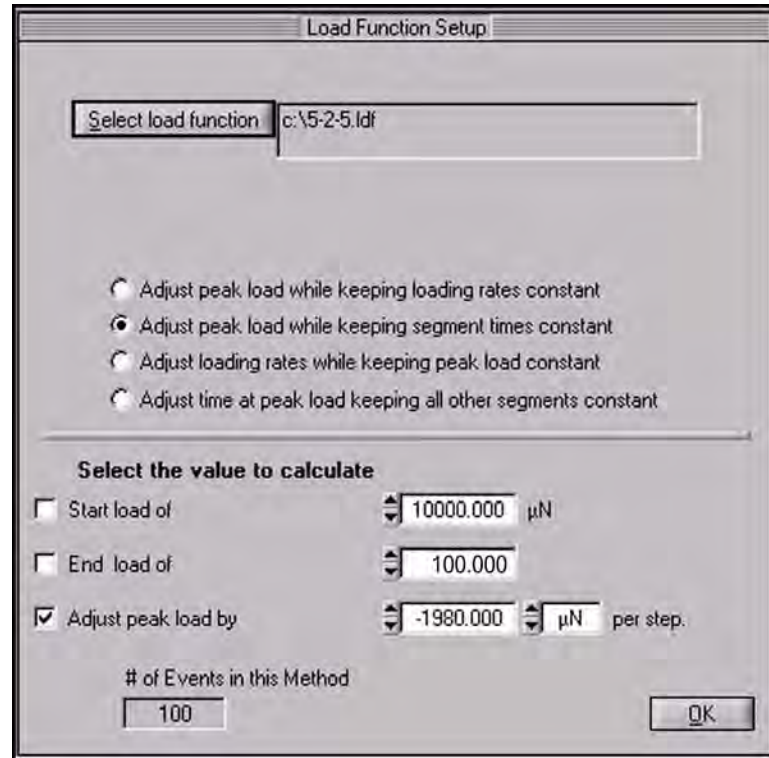 Load Function Setup
Select load function c:\5-2-5.ldf
Adjust peak load while keeping loading rates constant
Adjust peak load while keeping segment times constant
Adjust loading rates while keeping peak load constant
Adjust time at peak load keeping all other segments constant
Select the value to calculate
Start load of 10000.000 µN
End load of 100.000
Adjust peak load by -1980.000 µN per step.
# of Events in this Method
100
OK